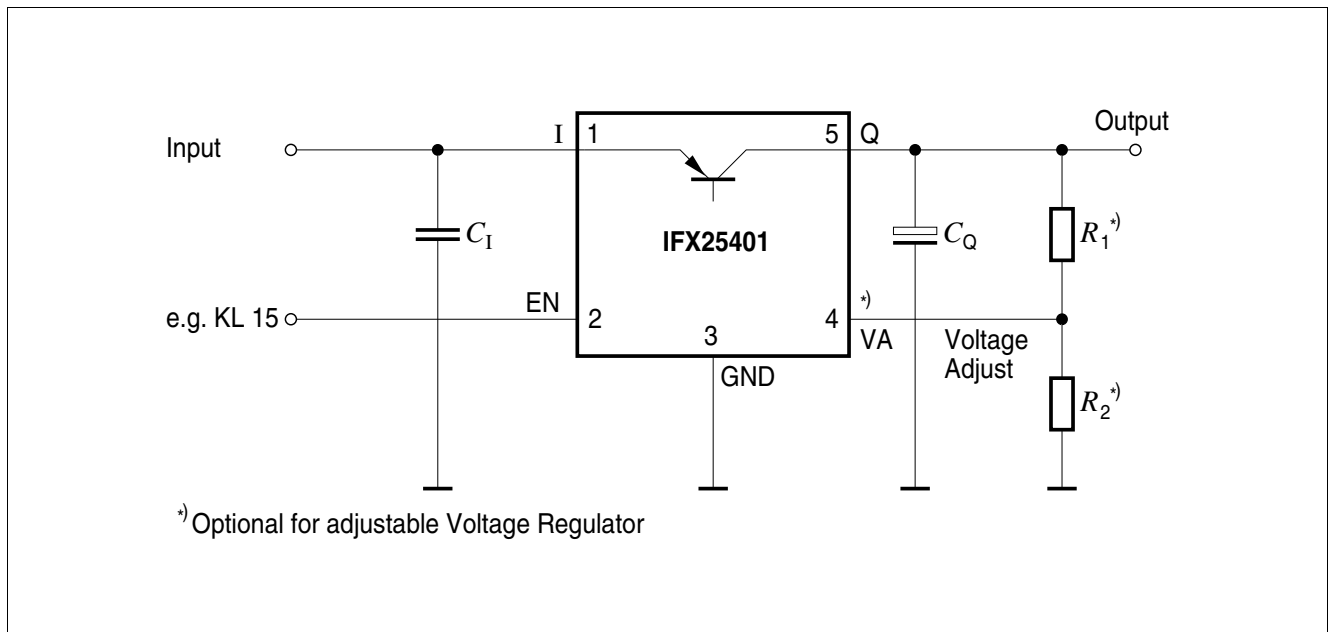 Input
I
1
5
Q
Output
C_I
IFX25401
C_Q
R_1*)
e.g. KL 15
EN
2
3
4
*)
VA
Voltage
Adjust
GND
R_2*)
*) Optional for adjustable Voltage Regulator